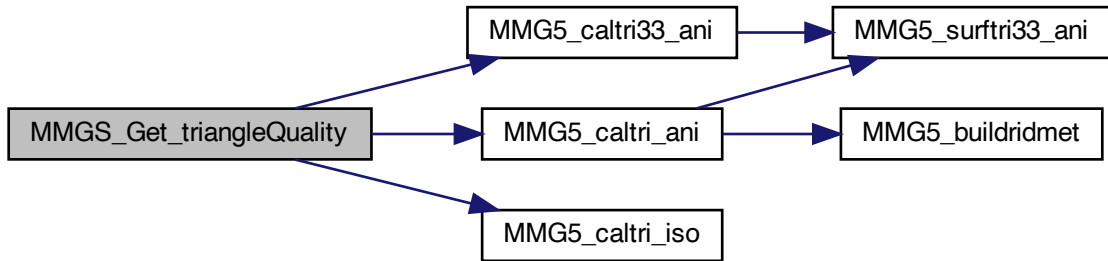 MMGS_Get_triangleQuality
MMG5_caltri33_ani
MMG5_surftri33_ani
MMG5_caltri_ani
MMG5_buildridmet
MMG5_caltri_iso